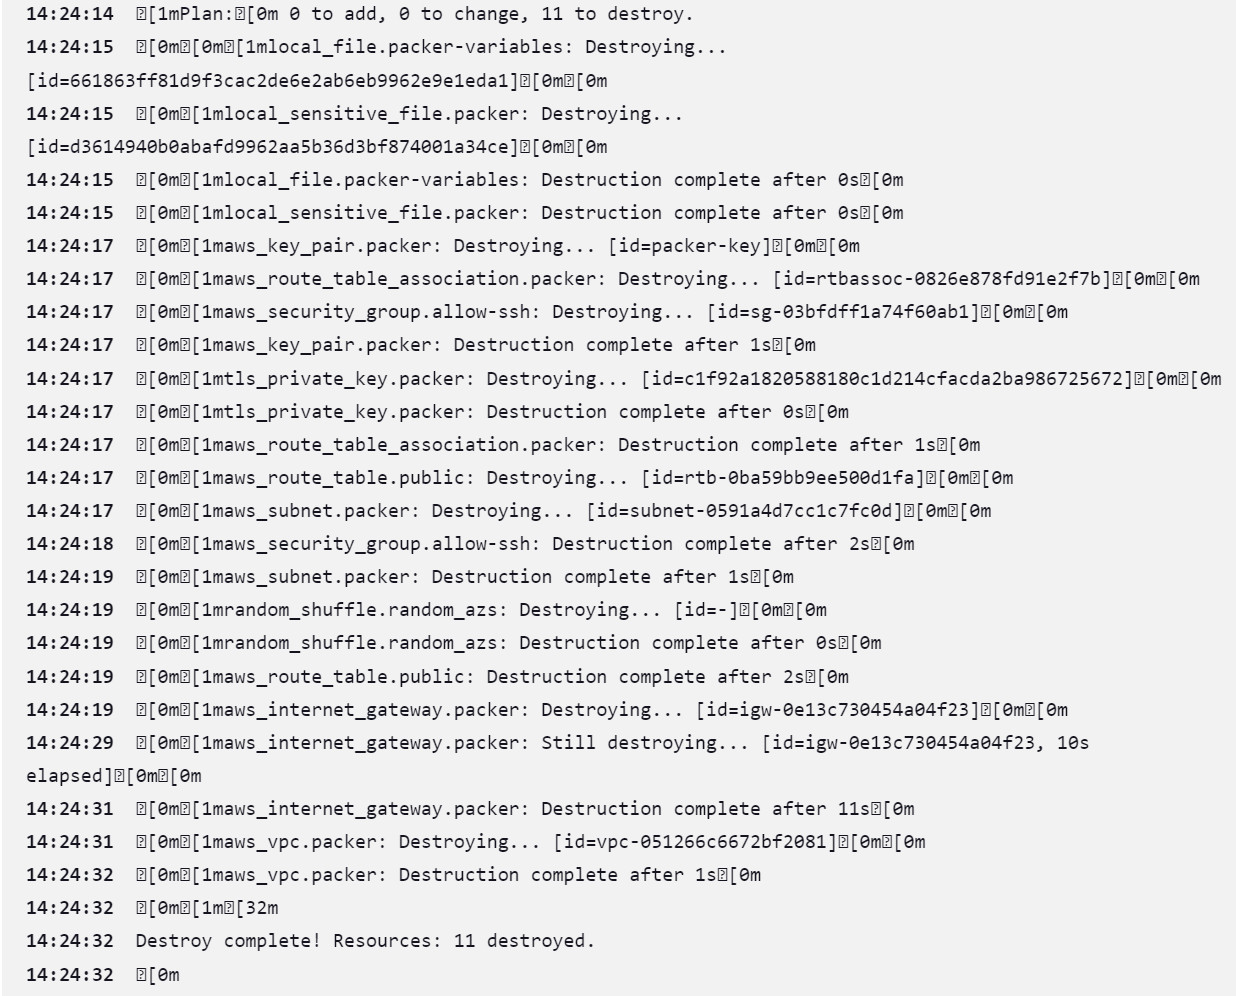 14:24:14  [1mPlan:[0m 0 to add, 0 to change, 11 to destroy.
14:24:15  [0m[0m[1mlocal_file.packer-variables: Destroying...
[id=661863ff81d9f3cac2de6e2ab6eb9962e9e1eda1][0m[0m
14:24:15  [0m[1mlocal_sensitive_file.packer: Destroying...
[id=d3614940b0abafd9962aa5b36d3bf874001a34ce][0m[0m
14:24:15  [0m[1mlocal_file.packer-variables: Destruction complete after 0s[0m
14:24:15  [0m[1mlocal_sensitive_file.packer: Destruction complete after 0s[0m
14:24:17  [0m[1maws_key_pair.packer: Destroying... [id=packer-key][0m[0m
14:24:17  [0m[1maws_route_table_association.packer: Destroying... [id=rtbassoc-0826e878fd91e2f7b][0m[0m
14:24:17  [0m[1maws_security_group.allow-ssh: Destroying... [id=sg-03bfdff1a74f60ab1][0m[0m
14:24:17  [0m[1maws_key_pair.packer: Destruction complete after 1s[0m
14:24:17  [0m[1mtls_private_key.packer: Destroying... [id=c1f92a1820588180c1d214cfacda2ba986725672][0m[0m
14:24:17  [0m[1mtls_private_key.packer: Destruction complete after 0s[0m
14:24:17  [0m[1maws_route_table_association.packer: Destruction complete after 1s[0m
14:24:17  [0m[1maws_route_table.public: Destroying... [id=rtb-0ba59bb9ee500d1fa][0m[0m
14:24:17  [0m[1maws_subnet.packer: Destroying... [id=subnet-0591a4d7cc1c7fc0d][0m[0m
14:24:18  [0m[1maws_security_group.allow-ssh: Destruction complete after 2s[0m
14:24:19  [0m[1maws_subnet.packer: Destruction complete after 1s[0m
14:24:19  [0m[1mrandom_shuffle.random_azs: Destroying... [id=-][0m[0m
14:24:19  [0m[1mrandom_shuffle.random_azs: Destruction complete after 0s[0m
14:24:19  [0m[1maws_route_table.public: Destruction complete after 2s[0m
14:24:19  [0m[1maws_internet_gateway.packer: Destroying... [id=igw-0e13c730454a04f23][0m[0m
14:24:29  [0m[1maws_internet_gateway.packer: Still destroying... [id=igw-0e13c730454a04f23, 10s
elapsed][0m[0m
14:24:31  [0m[1maws_internet_gateway.packer: Destruction complete after 11s[0m
14:24:31  [0m[1maws_vpc.packer: Destroying... [id=vpc-051266c6672bf2081][0m[0m
14:24:32  [0m[1maws_vpc.packer: Destruction complete after 1s[0m
14:24:32  [0m[1m[32m
14:24:32  Destroy complete! Resources: 11 destroyed.
14:24:32  [0m